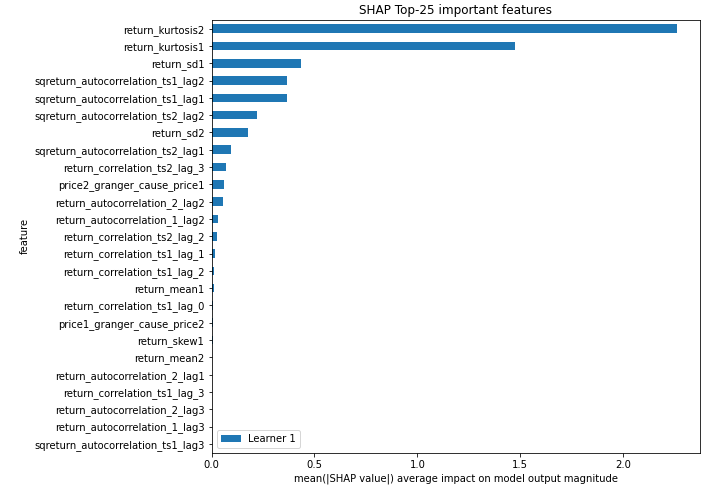 SHAP Top-25 important features
return_kurtosis2
return_kurtosis1
return_sd1
sqreturn_autocorrelation_ts1_lag2
sqreturn_autocorrelation_ts1_lag1
sqreturn_autocorrelation_ts2_lag2
return_sd2
sqreturn_autocorrelation_ts2_lag1
return_correlation_ts2_lag_3
price2_granger_cause_price1
return_autocorrelation_2_lag2
return_autocorrelation_1_lag2
return_correlation_ts2_lag_2
return_correlation_ts1_lag_1
return_correlation_ts1_lag_2
return_mean1
return_correlation_ts1_lag_0
price1_granger_cause_price2
return_skew1
return_mean2
return_autocorrelation_2_lag1
return_correlation_ts1_lag_3
return_autocorrelation_2_lag3
return_autocorrelation_1_lag3
sqreturn_autocorrelation_ts1_lag3
feature
Learner 1
0.0 0.5 1.0 1.5 2.0
mean(|SHAP value|) average impact on model output magnitude